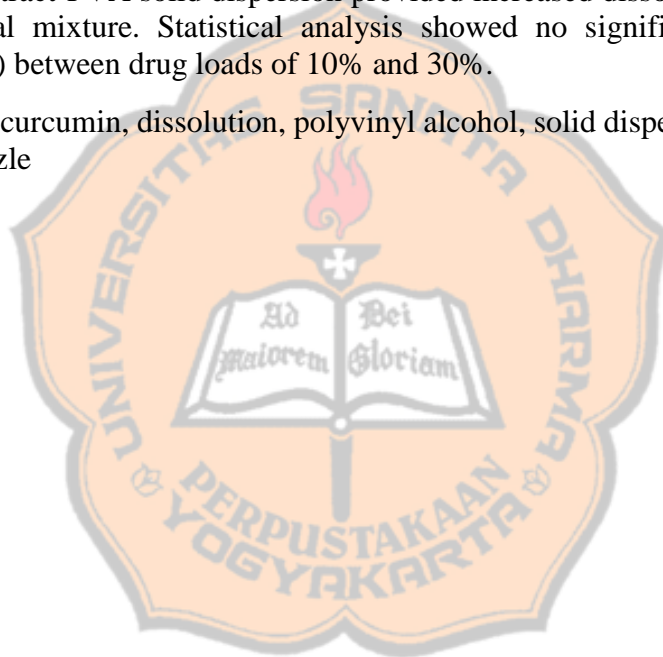 ract PVA solid dispersion provided increased disso
al mixture. Statistical analysis showed no signifi
) between drug loads of 10% and 30%.
curcumin, dissolution, polyvinyl alcohol, solid dispe
zle
UNIVERSITAS SANATA DHARMA
Ad Dei
Maiorem Gloriam
PERPUSTAKAAN
YOGYAKARTA